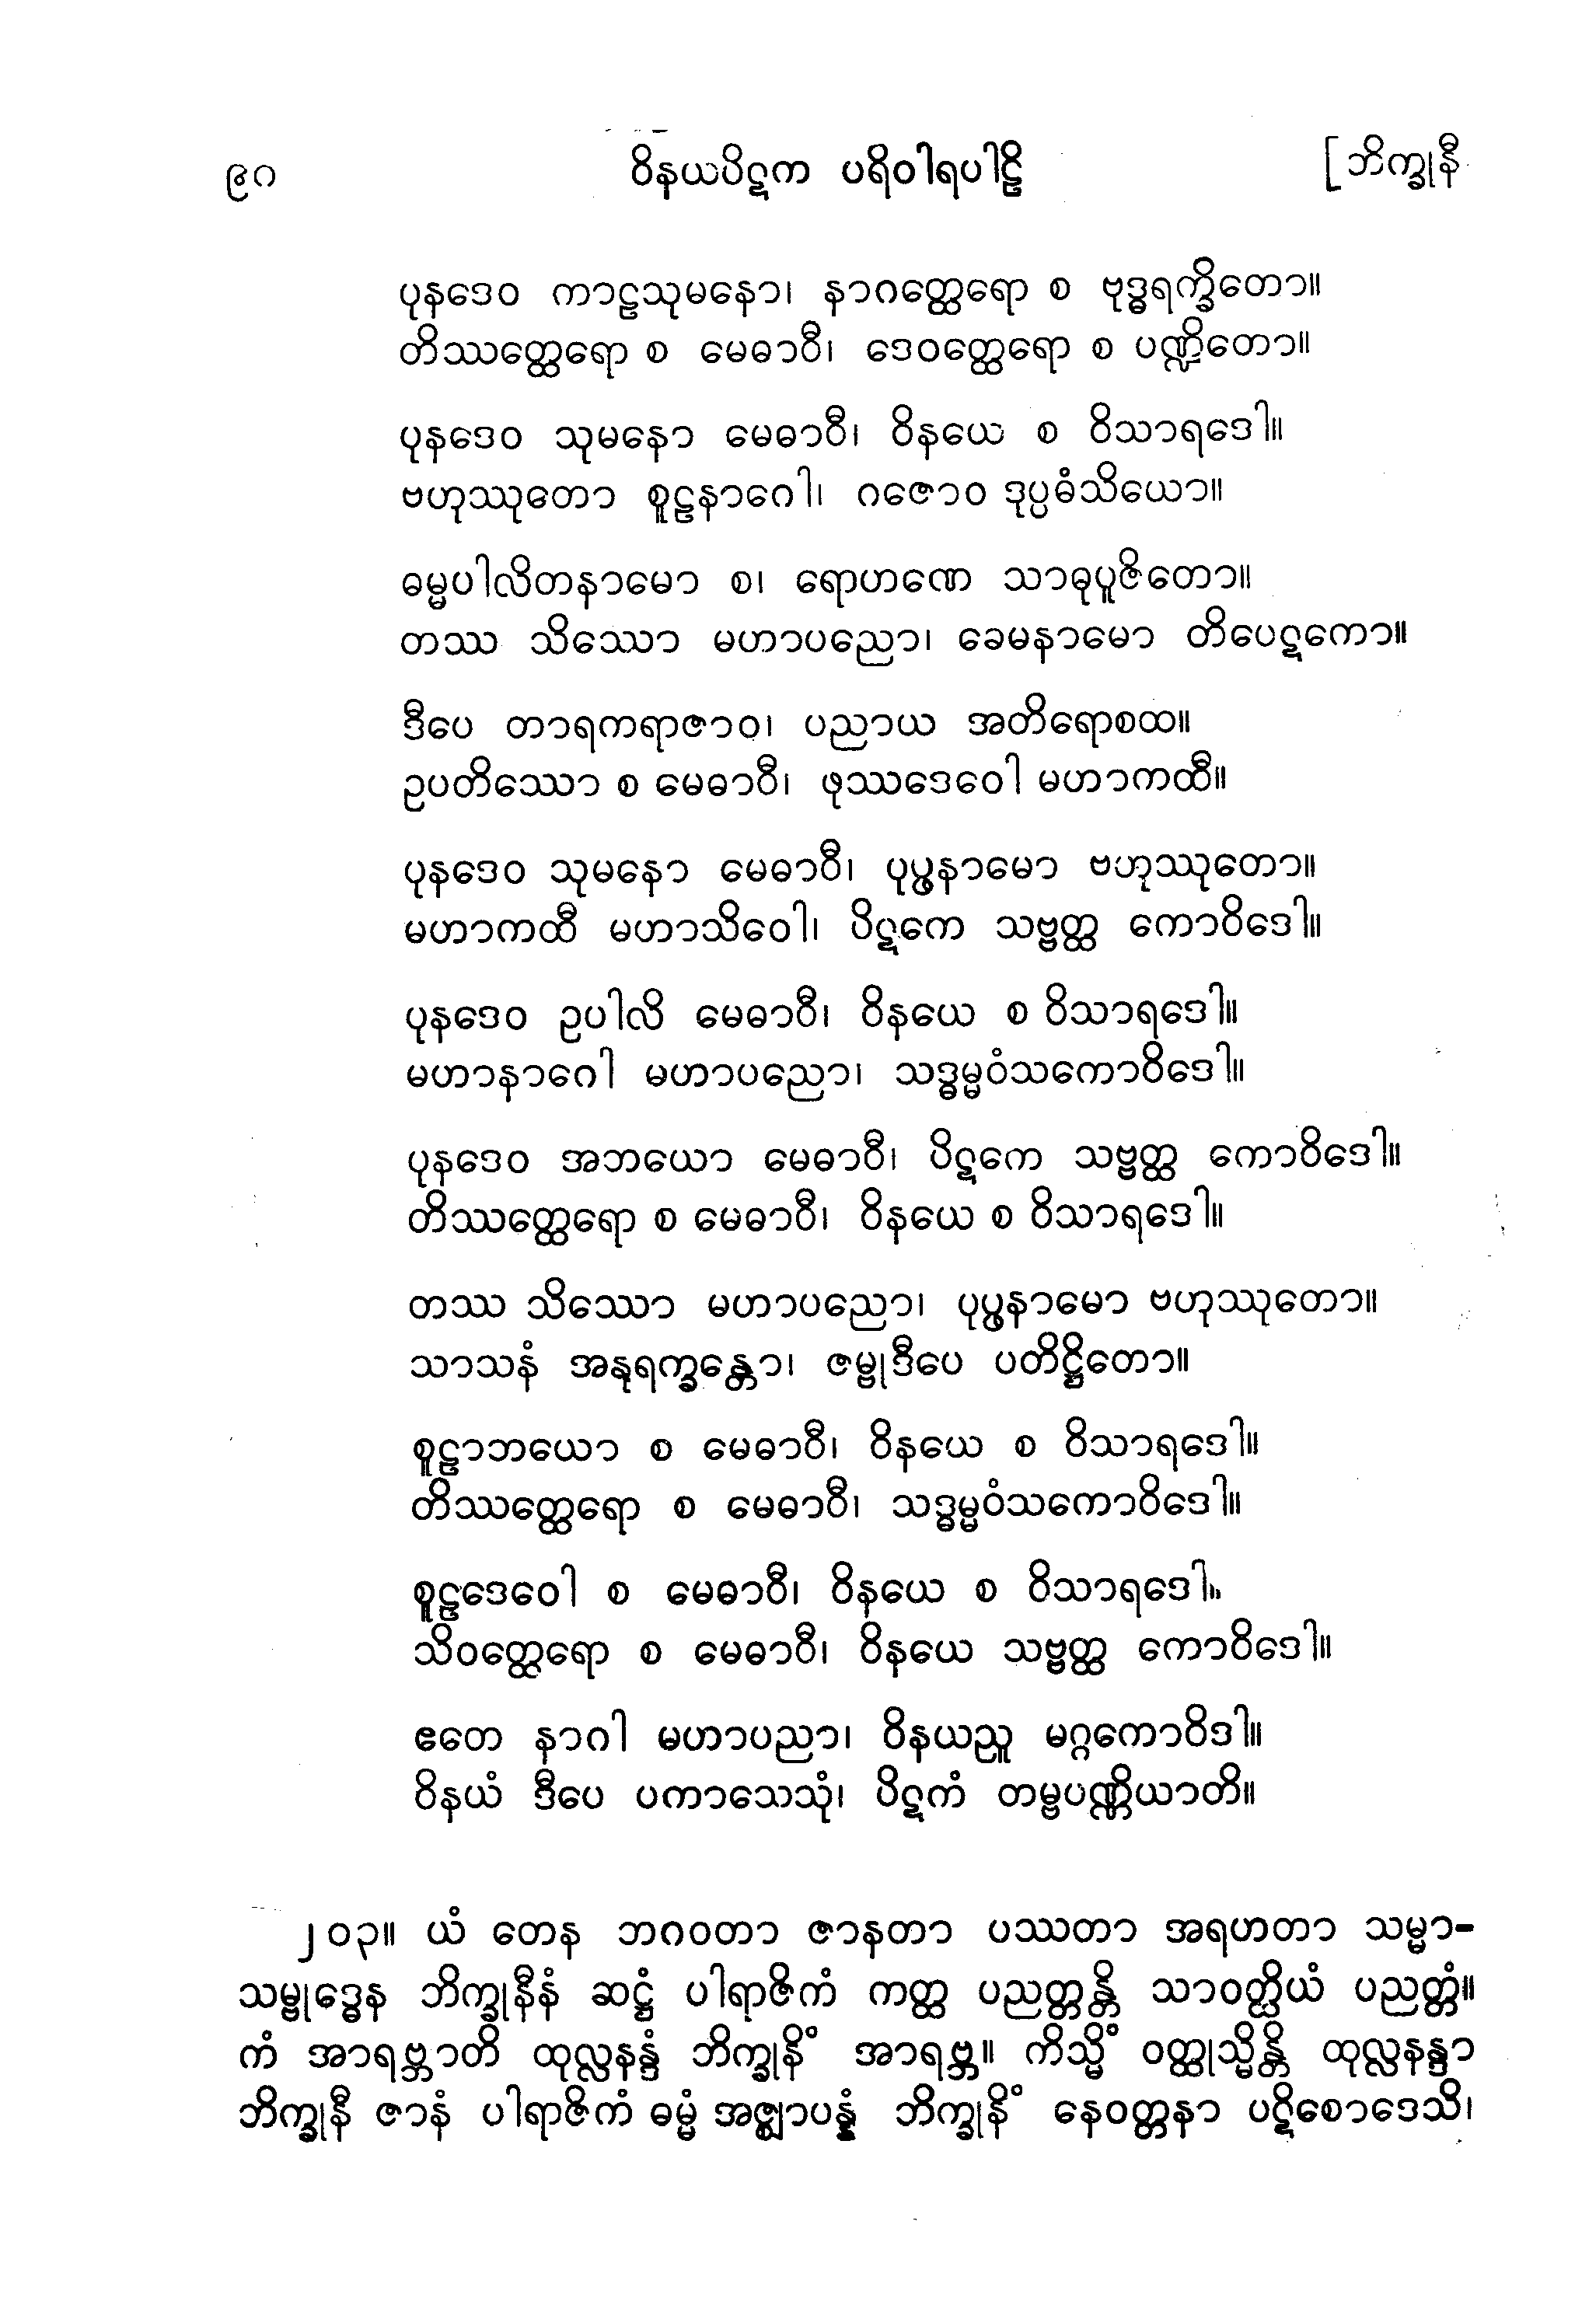 ၉၀ ဝိနယပိဋက ပရိဝါရပါဠိ [ဘိက္ခုနီ
ပုနဒေဝ ကာဠသုမနော၊ နာဂတ္ထေရော စ ဗုဒ္ဓရက္ခိတော။
တိဿတ္ထေရော စ မေဓာဝီ၊ ဒေဝတ္ထေရော စ ပဏ္ဍိတော။
ပုနဒေဝ သုမနော မေဓာဝီ၊ ဝိနယေ စ ဝိသာရဒေါ။
ဗဟုဿုတော စူဠနာဂေါ၊ ဂဇောဝ ဒုပ္ပဓံသိယော။
ဓမ္မပါလိတနာမော စ၊ ရောဟဏေ သာဓုပူဇိတော။
တဿ သိဿော မဟာပညော၊ ခေမနာမော တိပေဋကော။
ဒီပေ တာရကရာဇာဝ၊ ပညာယ အတိရောစထ။
ဥပတိဿော စ မေဓာဝီ၊ ဖုဿဒေဝေါ မဟာကထီ။
ပုနဒေဝ သုမနော မေဓာဝီ၊ ပုပ္ဖနာမော ဗဟုဿုတော။
မဟာကထီ မဟာသိဝေါ၊ ပိဋကေ သဗ္ဗတ္ထ ကောဝိဒေါ။
ပုနဒေဝ ဥပါလိ မေဓာဝီ၊ ဝိနယေ စ ဝိသာရဒေါ။
မဟာနာဂေါ မဟာပညော၊ သဒ္ဓမ္မဝံသကောဝိဒေါ။
ပုနဒေဝ အဘယော မေဓာဝီ၊ ပိဋကေ သဗ္ဗတ္ထ ကောဝိဒေါ။
တိဿတ္ထေရော စ မေဓာဝီ၊ ဝိနယေ စ ဝိသာရဒေါ။
တဿ သိဿော မဟာပညော၊ ပုပ္ဖနာမော ဗဟုဿုတော။
သာသနံ အနုရက္ခန္တော၊ ဇမ္ဗုဒီပေ ပတိဋ္ဌိတော။
စူဠာဘယော စ မေဓာဝီ၊ ဝိနယေ စ ဝိသာရဒေါ။
တိဿတ္ထေရော စ မေဓာဝီ၊ သဒ္ဓမ္မဝံသကောဝိဒေါ။
စူဠဒေဝေါ စ မေဓာဝီ၊ ဝိနယေ စ ဝိသာရဒေါ။
သိဝတ္ထေရော စ မေဓာဝီ၊ ဝိနယေ သဗ္ဗတ္ထ ကောဝိဒေါ။
ဧတေ နာဂါ မဟာပညာ၊ ဝိနယညူ မဂ္ဂကောဝိဒါ။
ဝိနယံ ဒီပေ ပကာသေသုံ၊ ပိဋကံ တမ္ဗပဏ္ဏိယာတိ။
၂၀၃။ ယံ တေန ဘဂဝတာ ဇာနတာ ပဿတာ အရဟတာ သမ္မာ-
သမ္ဗုဒ္ဓေန ဘိက္ခုနီနံ ဆဋ္ဌံ ပါရာဇိကံ ကတ္ထ ပညတ္တန္တိ သာဝတ္ထိယံ ပညတ္တံ။
ကံ အာရဗ္ဘာတိ ထုလ္လနန္ဒံ ဘိက္ခုနိံ အာရဗ္ဘ။ ကိသ္မိံ ဝတ္ထုသ္မိန္တိ ထုလ္လနန္ဒာ
ဘိက္ခုနီ ဇာနံ ပါရာဇိကံ ဓမ္မံ အဇ္ဈာပန္နံ ဘိက္ခုနိံ နေဝတ္တနာ ပဋိစောဒေသိ၊